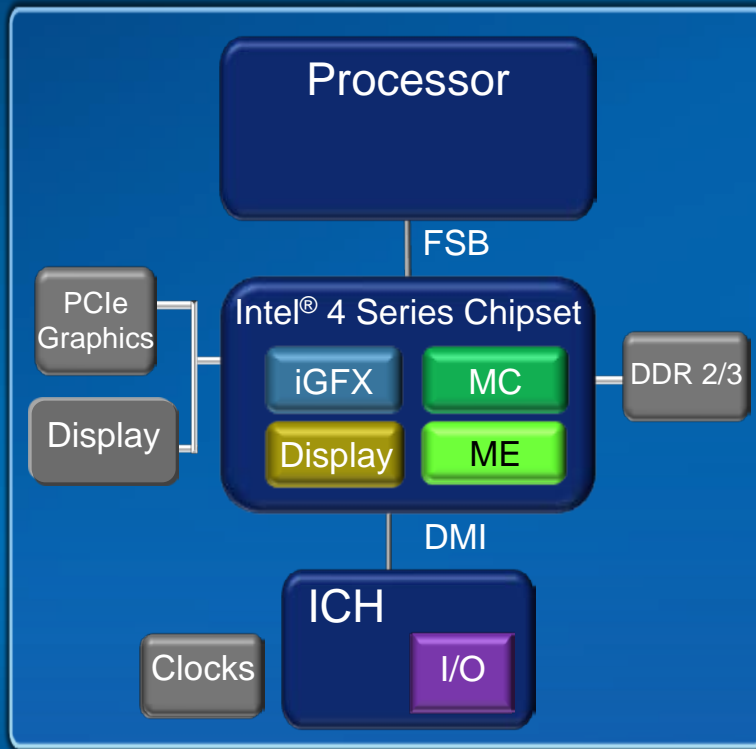 Processor
FSB
PCIe
Graphics
Intel® 4 Series Chipset
iGFX
MC
DDR 2/3
Display
Display
ME
DMI
ICH
Clocks
I/O